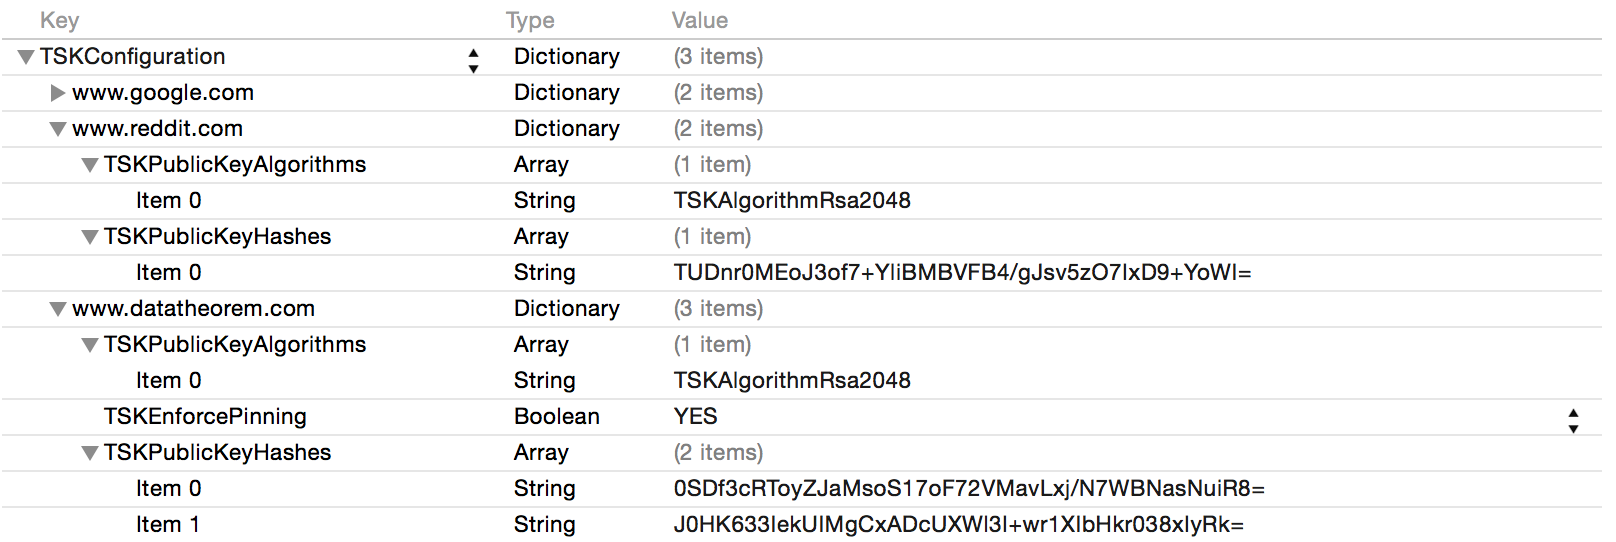 Key Type Value
TSKConfiguration Dictionary (3 items)
www.google.com Dictionary (2 items)
www.reddit.com Dictionary (2 items)
TSKPublicKeyAlgorithms Array (1 item)
Item 0 String TSKAlgorithmRsa2048
TSKPublicKeyHashes Array (1 item)
Item 0 String TUDnr0MEoJ3of7+YliBMBVFB4/gJsv5zO7IxD9+YoWI=
www.datatheorem.com Dictionary (3 items)
TSKPublicKeyAlgorithms Array (1 item)
Item 0 String TSKAlgorithmRsa2048
TSKEnforcePinning Boolean YES
TSKPublicKeyHashes Array (2 items)
Item 0 String 0SDf3cRToyZJaMsoS17oF72VMavLxj/N7WBNasNuiR8=
Item 1 String J0HK633IekUIMgCxADcUXWI3I+wr1XIbHkr038xIyRk=